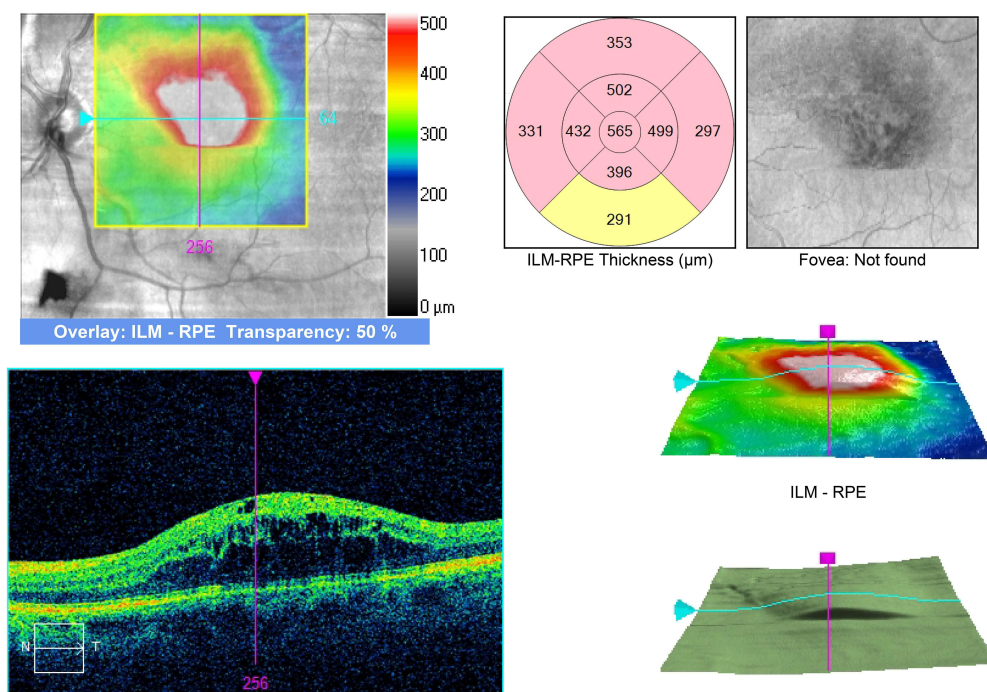 500
400
300
200
100
0 µm
64
256
Overlay: ILM - RPE Transparency: 50 %
353
502
331 432 565 499 297
396
291
ILM-RPE Thickness (µm)
Fovea: Not found
N T
256
ILM - RPE